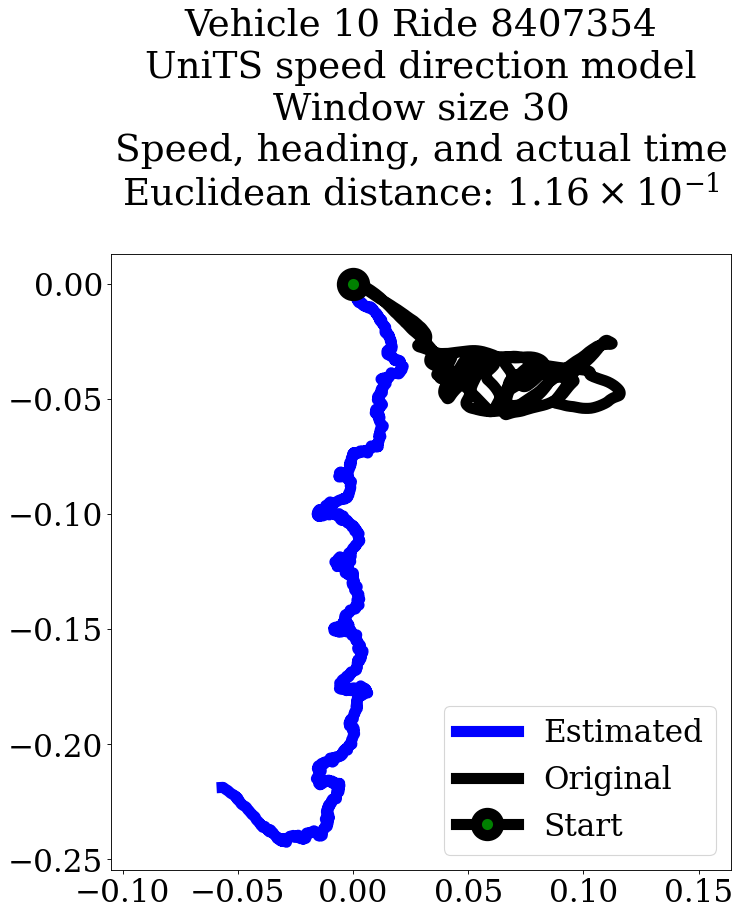 Vehicle 10 Ride 8407354
UniTS speed direction model
Window size 30
Speed, heading, and actual time
Euclidean distance: 1.16 × 10⁻¹
0.00
−0.05
−0.10
−0.15
−0.20
−0.25
−0.10 −0.05 0.00 0.05 0.10 0.15
Estimated
Original
Start